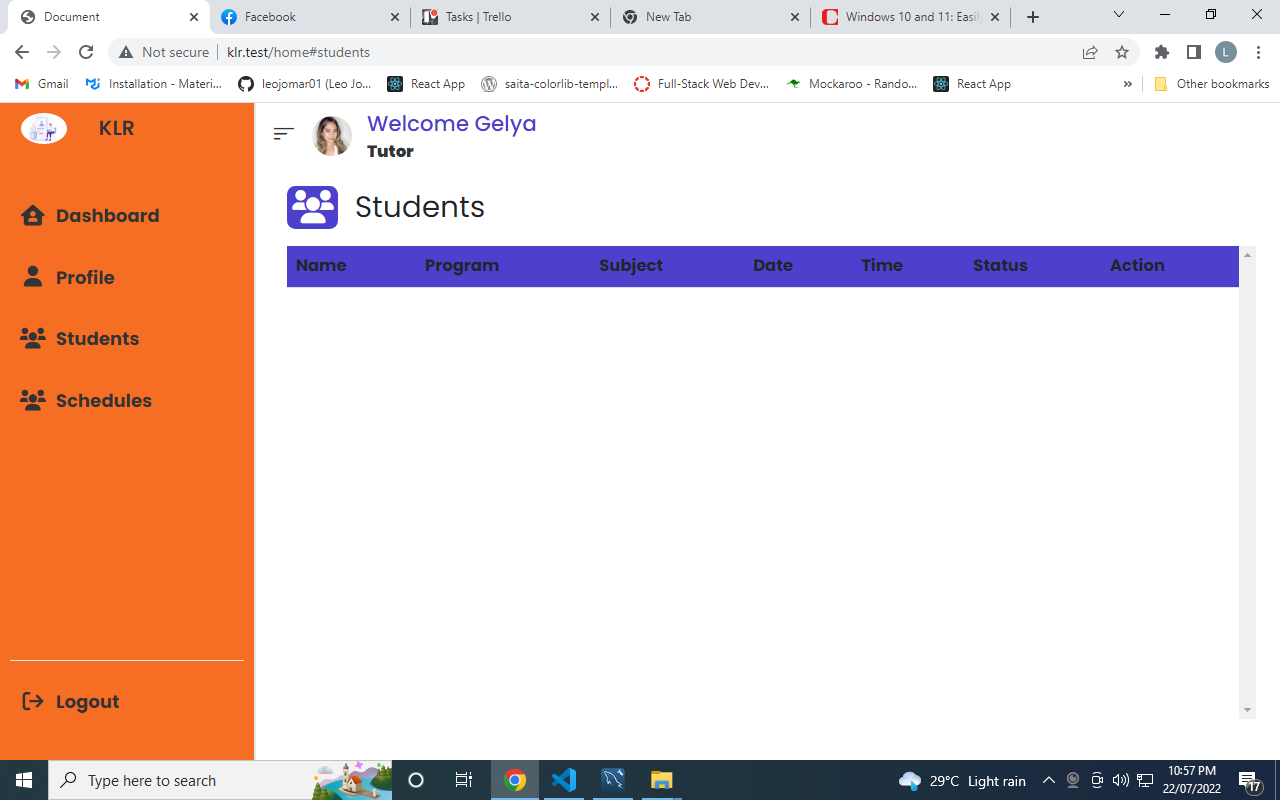 Document
Facebook
Tasks | Trello
New Tab
Windows 10 and 11: Easily
Not secure
klr.test/home#students
L
Gmail
Installation - Materi...
leojomar01 (Leo Jo...
React App
saita-colorlib-templ...
Full-Stack Web Dev...
Mockaroo - Rando...
React App
»
Other bookmarks
KLR
Welcome Gelya
Tutor
Dashboard
Profile
Students
Schedules
Logout
Students
Name Program Subject Date Time Status Action
Type here to search
29°C Light rain
10:57 PM
22/07/2022
17